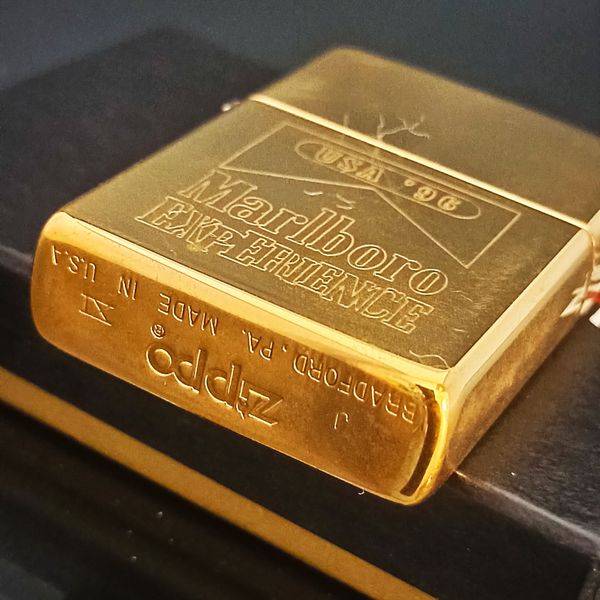 USA '96
Marlboro
EXPERIENCE
J Zippo® XI
BRADFORD, PA. MADE IN U.S.A